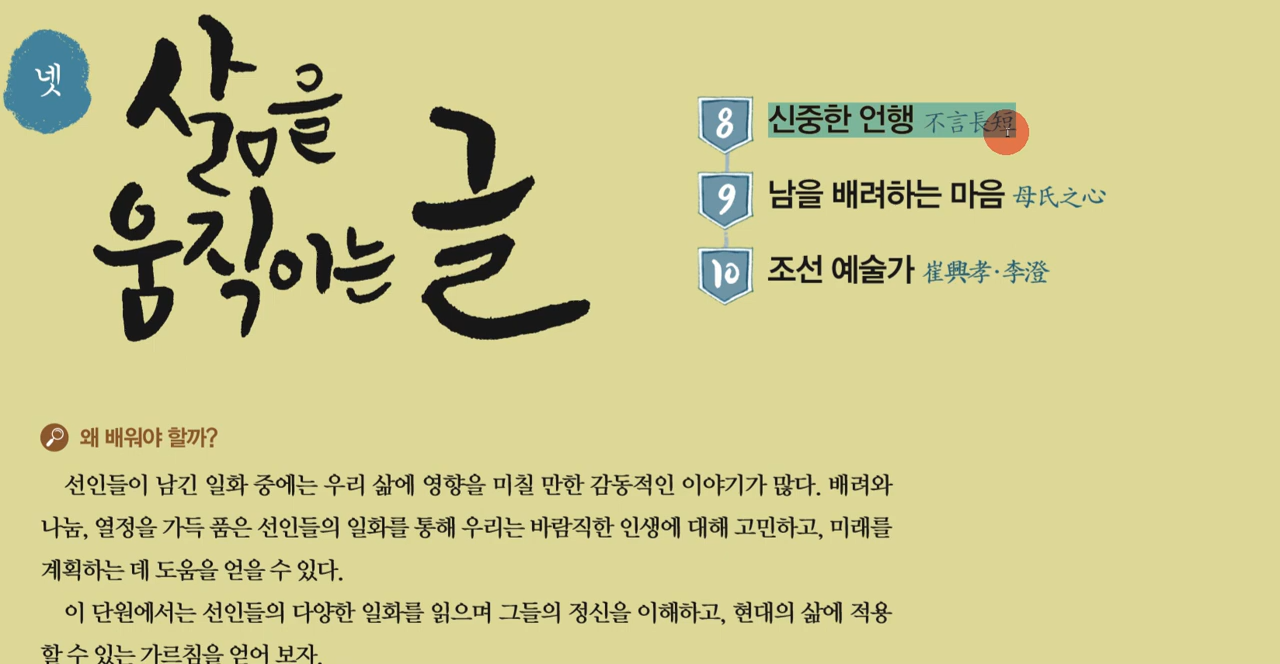 넷
삶을
움직이는 글
8 신중한 언행 不言長短
9 남을 배려하는 마음 母氏之心
10 조선 예술가 崔興孝·李澄
왜 배워야 할까?
선인들이 남긴 일화 중에는 우리 삶에 영향을 미칠 만한 감동적인 이야기가 많다. 배려와
나눔, 열정을 가득 품은 선인들의 일화를 통해 우리는 바람직한 인생에 대해 고민하고, 미래를
계획하는 데 도움을 얻을 수 있다.
이 단원에서는 선인들의 다양한 일화를 읽으며 그들의 정신을 이해하고, 현대의 삶에 적용
할 수 있는 가르침을 얻어 보자.